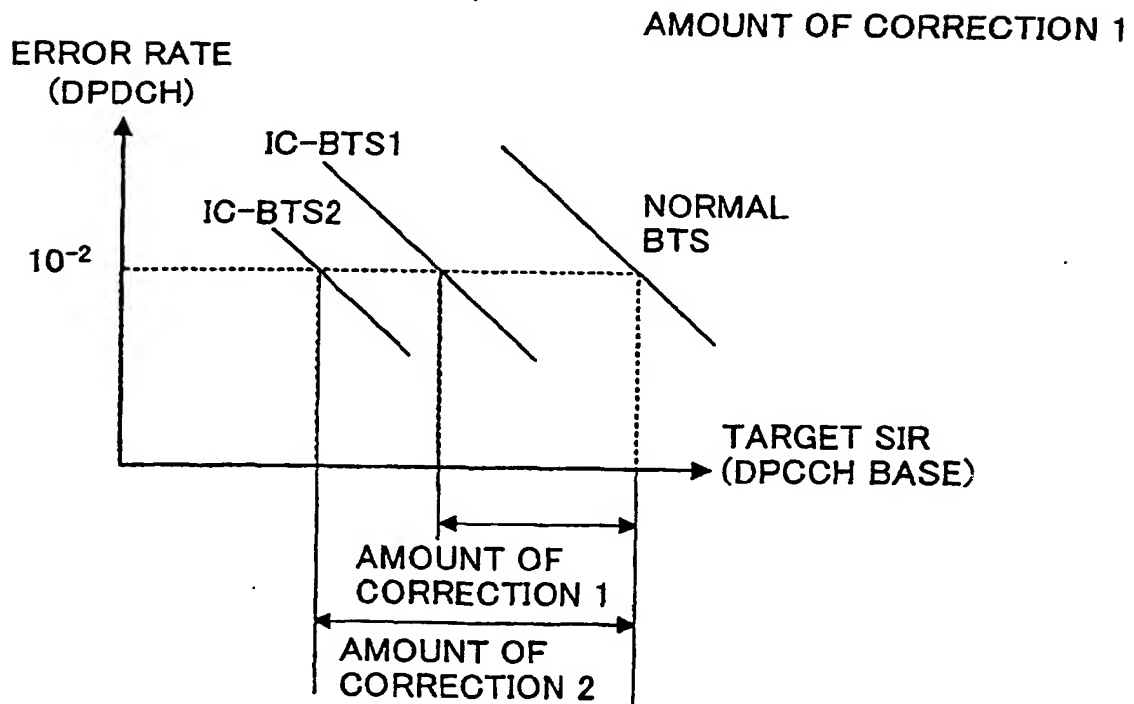 AMOUNT OF CORRECTION 1
ERROR RATE
(DPDCH)
IC-BTS1
IC-BTS2
NORMAL
BTS
10⁻²
TARGET SIR
(DPCCH BASE)
AMOUNT OF
CORRECTION 1
AMOUNT OF
CORRECTION 2